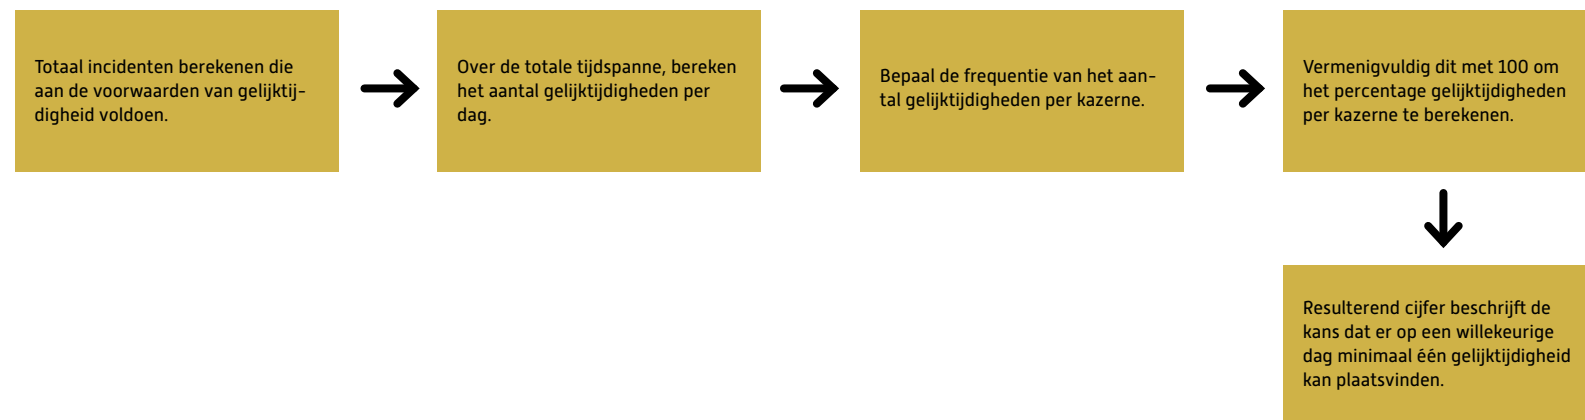 Totaal incidenten berekenen die
aan de voorwaarden van gelijktij-
digheid voldoen.
Over de totale tijdspanne, bereken
het aantal gelijktijdigheden per
dag.
Bepaal de frequentie van het aan-
tal gelijktijdigheden per kazerne.
Vermenigvuldig dit met 100 om
het percentage gelijktijdigheden
per kazerne te berekenen.
Resulterend cijfer beschrijft de
kans dat er op een willekeurige
dag minimaal één gelijktijdigheid
kan plaatsvinden.